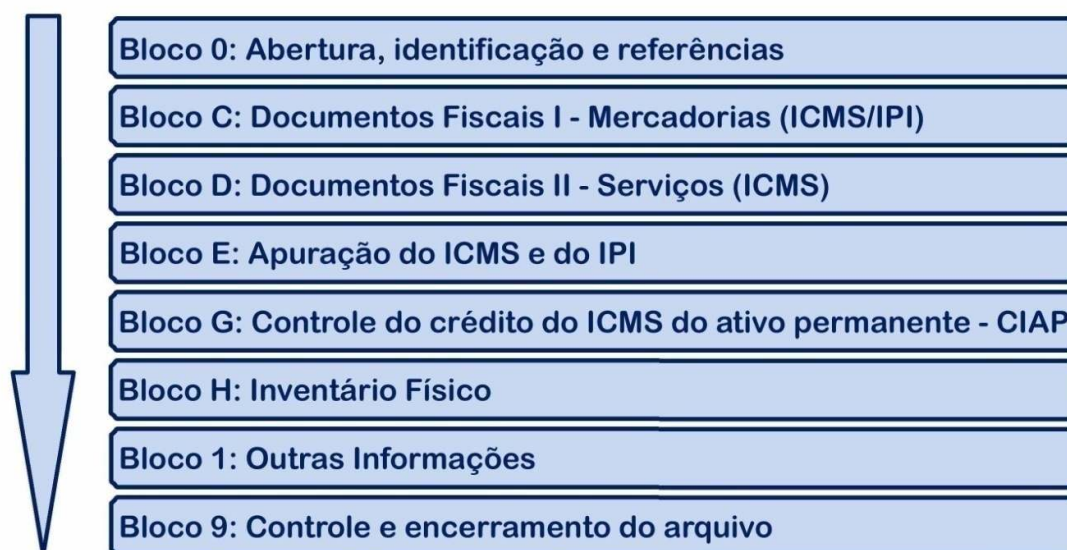 Bloco 0: Abertura, identificação e referências
Bloco C: Documentos Fiscais I - Mercadorias (ICMS/IPI)
Bloco D: Documentos Fiscais II - Serviços (ICMS)
Bloco E: Apuração do ICMS e do IPI
Bloco G: Controle do crédito do ICMS do ativo permanente - CIAP
Bloco H: Inventário Físico
Bloco 1: Outras Informações
Bloco 9: Controle e encerramento do arquivo